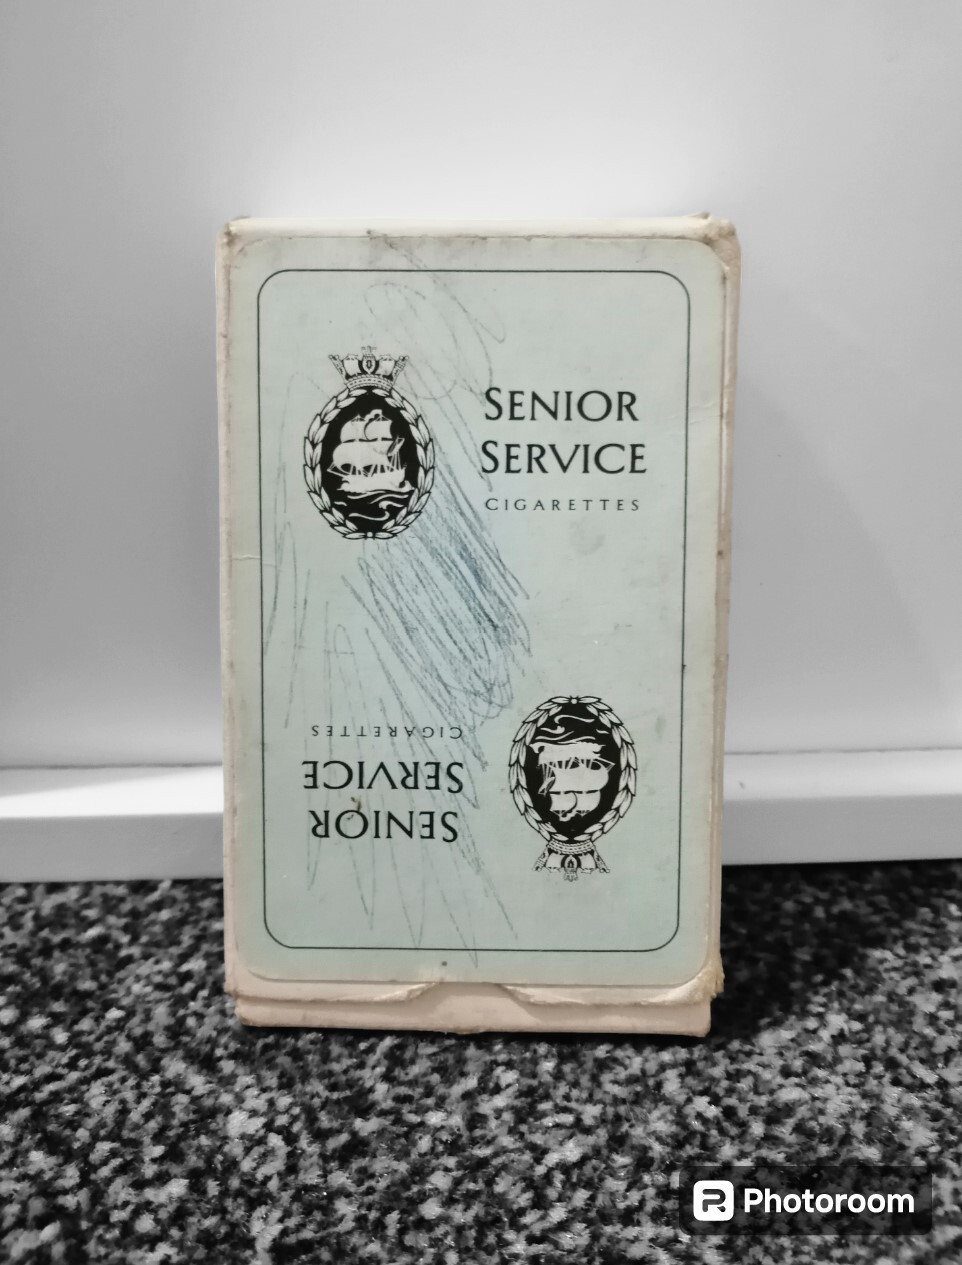 SENIOR
SERVICE
CIGARETTES
SENIOR
SERVICE
CIGARETTES
Photoroom